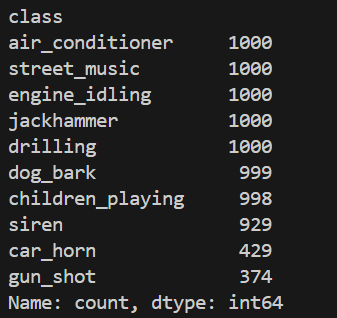 class
air_conditioner     1000
street_music        1000
engine_idling       1000
jackhammer          1000
drilling            1000
dog_bark             999
children_playing     998
siren                929
car_horn             429
gun_shot             374
Name: count, dtype: int64